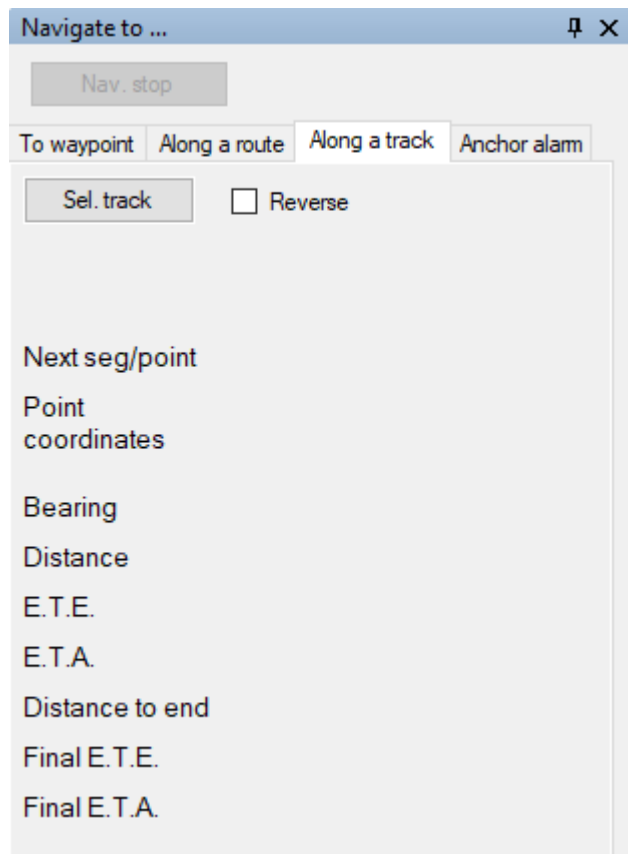 Navigate to ...
Nav. stop
To waypoint Along a route Along a track Anchor alarm
Sel. track Reverse
Next seg/point
Point
coordinates
Bearing
Distance
E.T.E.
E.T.A.
Distance to end
Final E.T.E.
Final E.T.A.